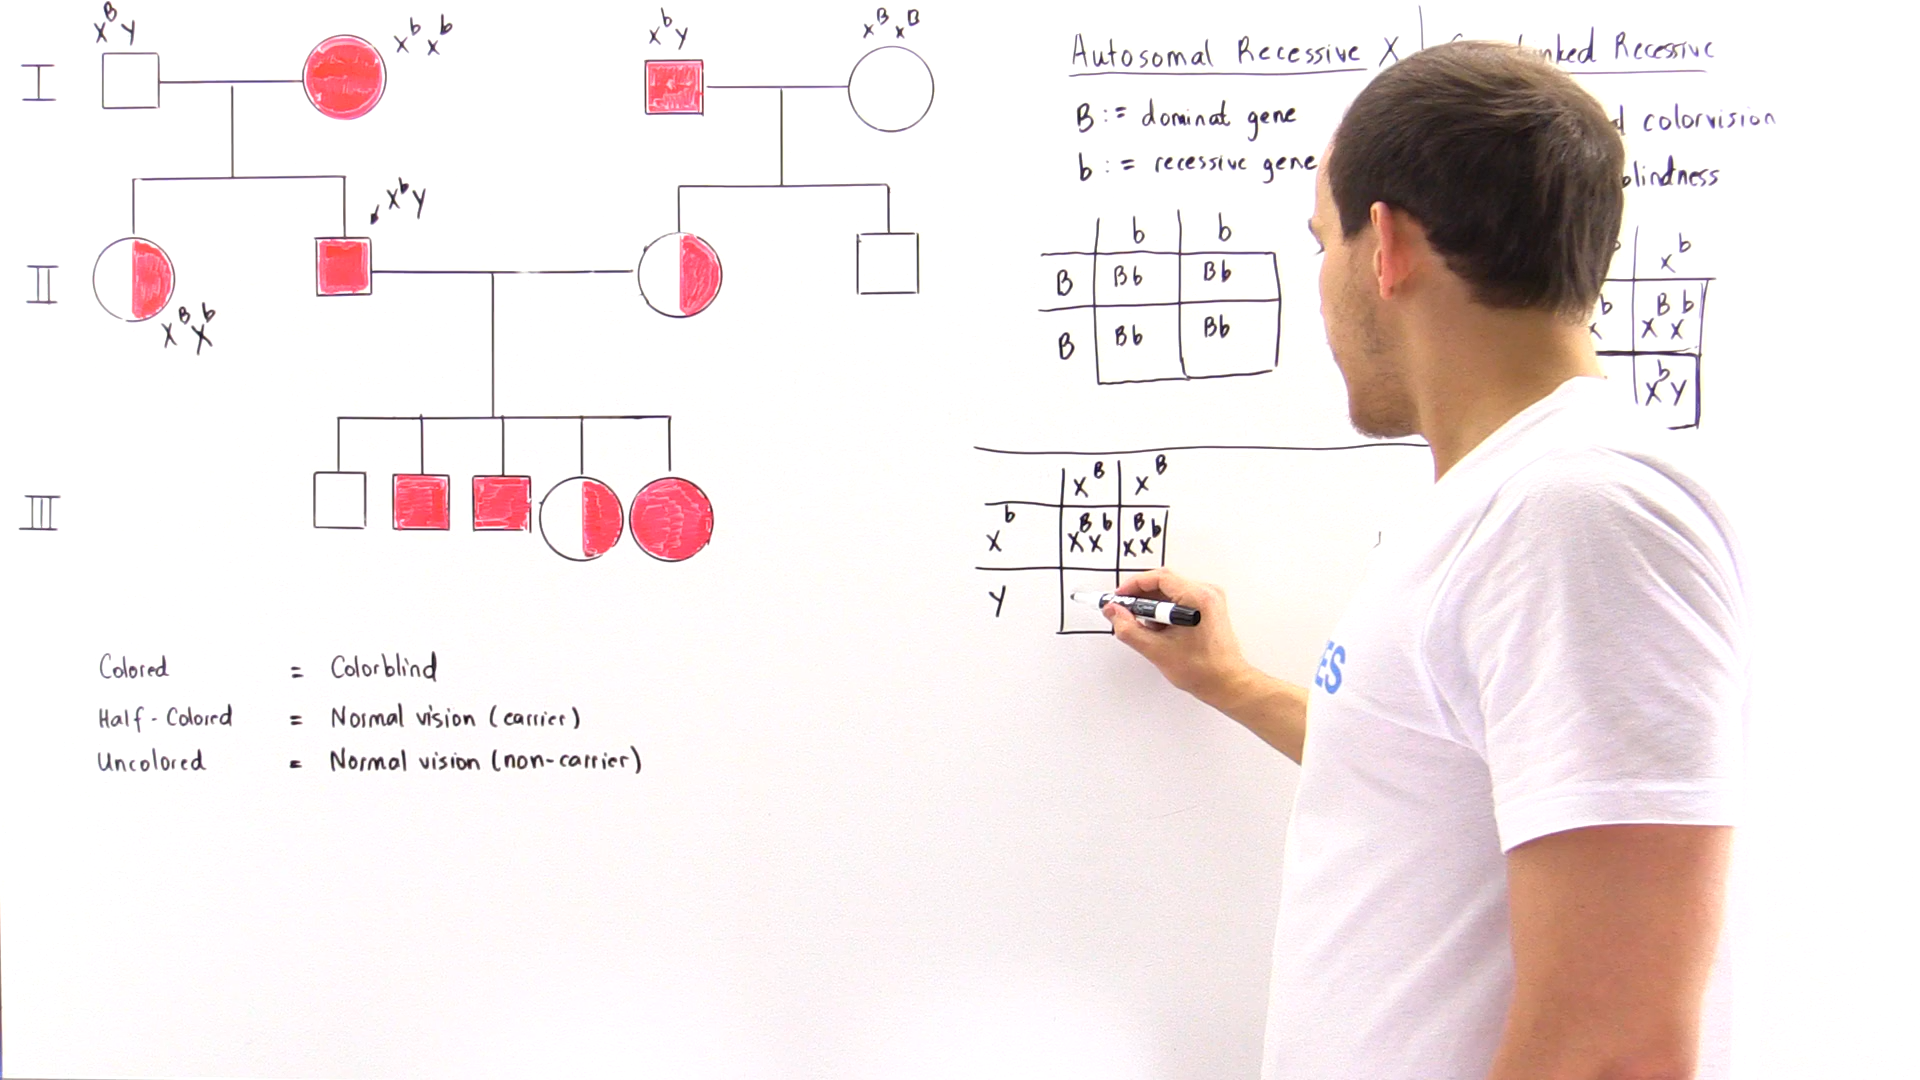 X^B Y
X^b X^b
X^b Y
X^B X^B
I
X^b Y
II
X^B X^b
III
Colored = Colorblind
Half-Colored = Normal vision (carrier)
Uncolored = Normal vision (non-carrier)
Autosomal Recessive X Recessive
B := dominat gene
colorvision
b := recessive gene
blindness
b b
B Bb Bb
B Bb Bb
X^b
X^B X^b
X^b Y
X^B X^B
X^b X^B X^b X^B X^b
Y
ES